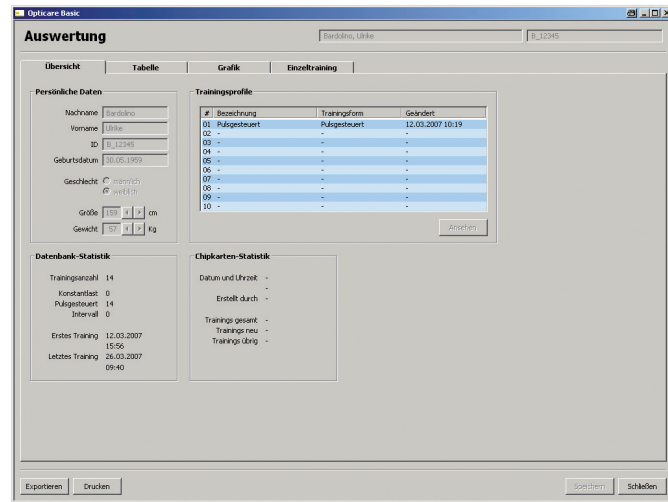 Opticare Basic
Auswertung
Bardolino, Ulrike
B_12345
Übersicht Tabelle Grafik Einzeltraining
Persönliche Daten
Nachname Bardolino
Vorname Ulrike
ID B_12345
Geburtsdatum 30.05.1959
Geschlecht männlich
weiblich
Größe 159 cm
Gewicht 57 Kg
Trainingsprofile
# Bezeichnung Trainingsform Geändert
01 Pulsgesteuert Pulsgesteuert 12.03.2007 10:19
02 - - -
03 - - -
04 - - -
05 - - -
06 - - -
07 - - -
08 - - -
09 - - -
10 - - -
Ansehen
Datenbank-Statistik
Trainingsanzahl 14
Konstantlast 0
Pulsgesteuert 14
Intervall 0
Erstes Training 12.03.2007
15:56
Letztes Training 26.03.2007
09:40
Chipkarten-Statistik
Datum und Uhrzeit -
-
Erstellt durch -
Trainings gesamt -
Trainings neu -
Trainings übrig -
Exportieren Drucken Speichern Schließen